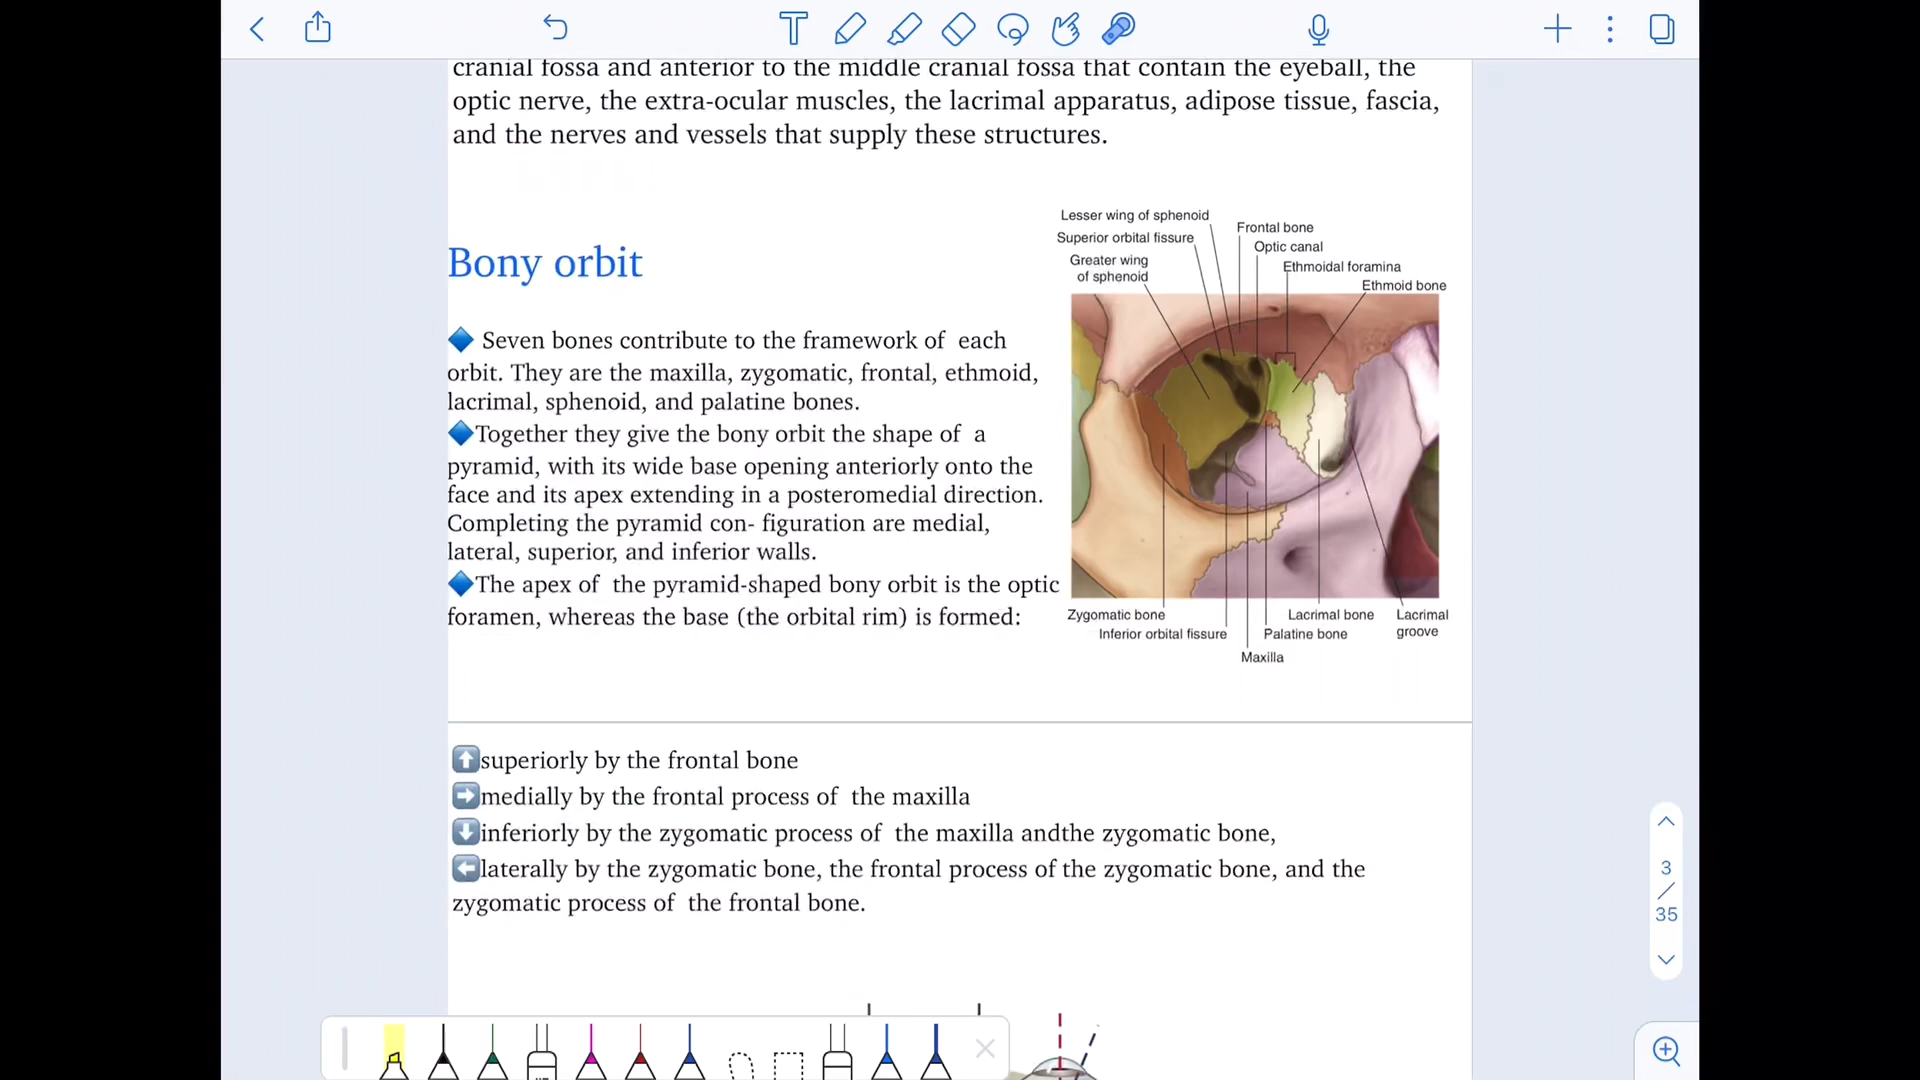 cranial fossa and anterior to the middle cranial fossa that contain the eyeball, the
optic nerve, the extra-ocular muscles, the lacrimal apparatus, adipose tissue, fascia,
and the nerves and vessels that supply these structures.
Bony orbit
Seven bones contribute to the framework of each
orbit. They are the maxilla, zygomatic, frontal, ethmoid,
lacrimal, sphenoid, and palatine bones.
Together they give the bony orbit the shape of a
pyramid, with its wide base opening anteriorly onto the
face and its apex extending in a posteromedial direction.
Completing the pyramid con- figuration are medial,
lateral, superior, and inferior walls.
The apex of the pyramid-shaped bony orbit is the optic
foramen, whereas the base (the orbital rim) is formed:
Lesser wing of sphenoid
Superior orbital fissure
Greater wing
of sphenoid
Frontal bone
Optic canal
Ethmoidal foramina
Ethmoid bone
Zygomatic bone
Inferior orbital fissure
Maxilla
Palatine bone
Lacrimal bone
Lacrimal
groove
superiorly by the frontal bone
medially by the frontal process of the maxilla
inferiorly by the zygomatic process of the maxilla andthe zygomatic bone,
laterally by the zygomatic bone, the frontal process of the zygomatic bone, and the
zygomatic process of the frontal bone.
3
/
35